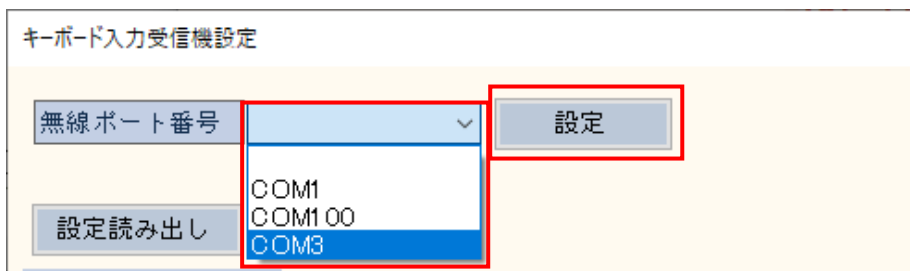 キーボード入力受信機設定
無線ポート番号
設定
COM1
COM100
設定読み出し
COM3